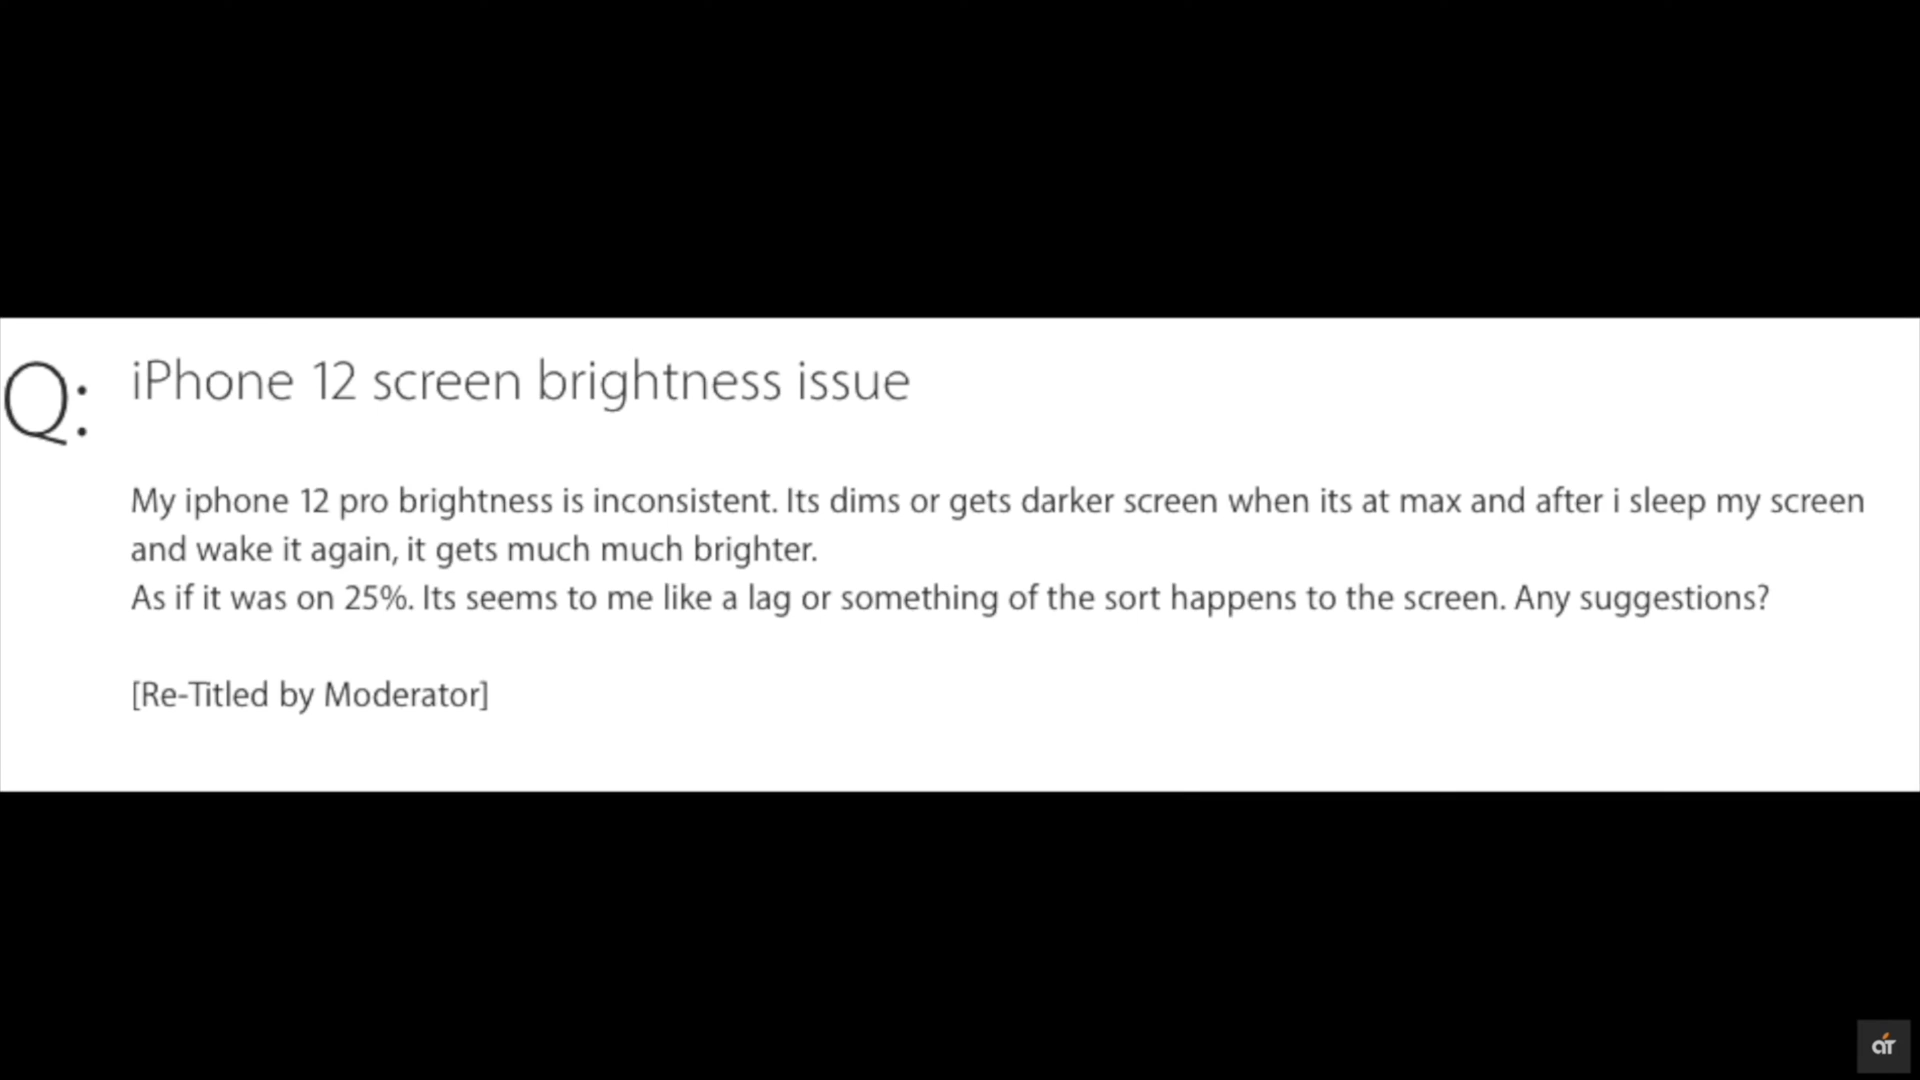 Q: iPhone 12 screen brightness issue
My iphone 12 pro brightness is inconsistent. Its dims or gets darker screen when its at max and after i sleep my screen
and wake it again, it gets much much brighter.
As if it was on 25%. Its seems to me like a lag or something of the sort happens to the screen. Any suggestions?
[Re-Titled by Moderator]
aT